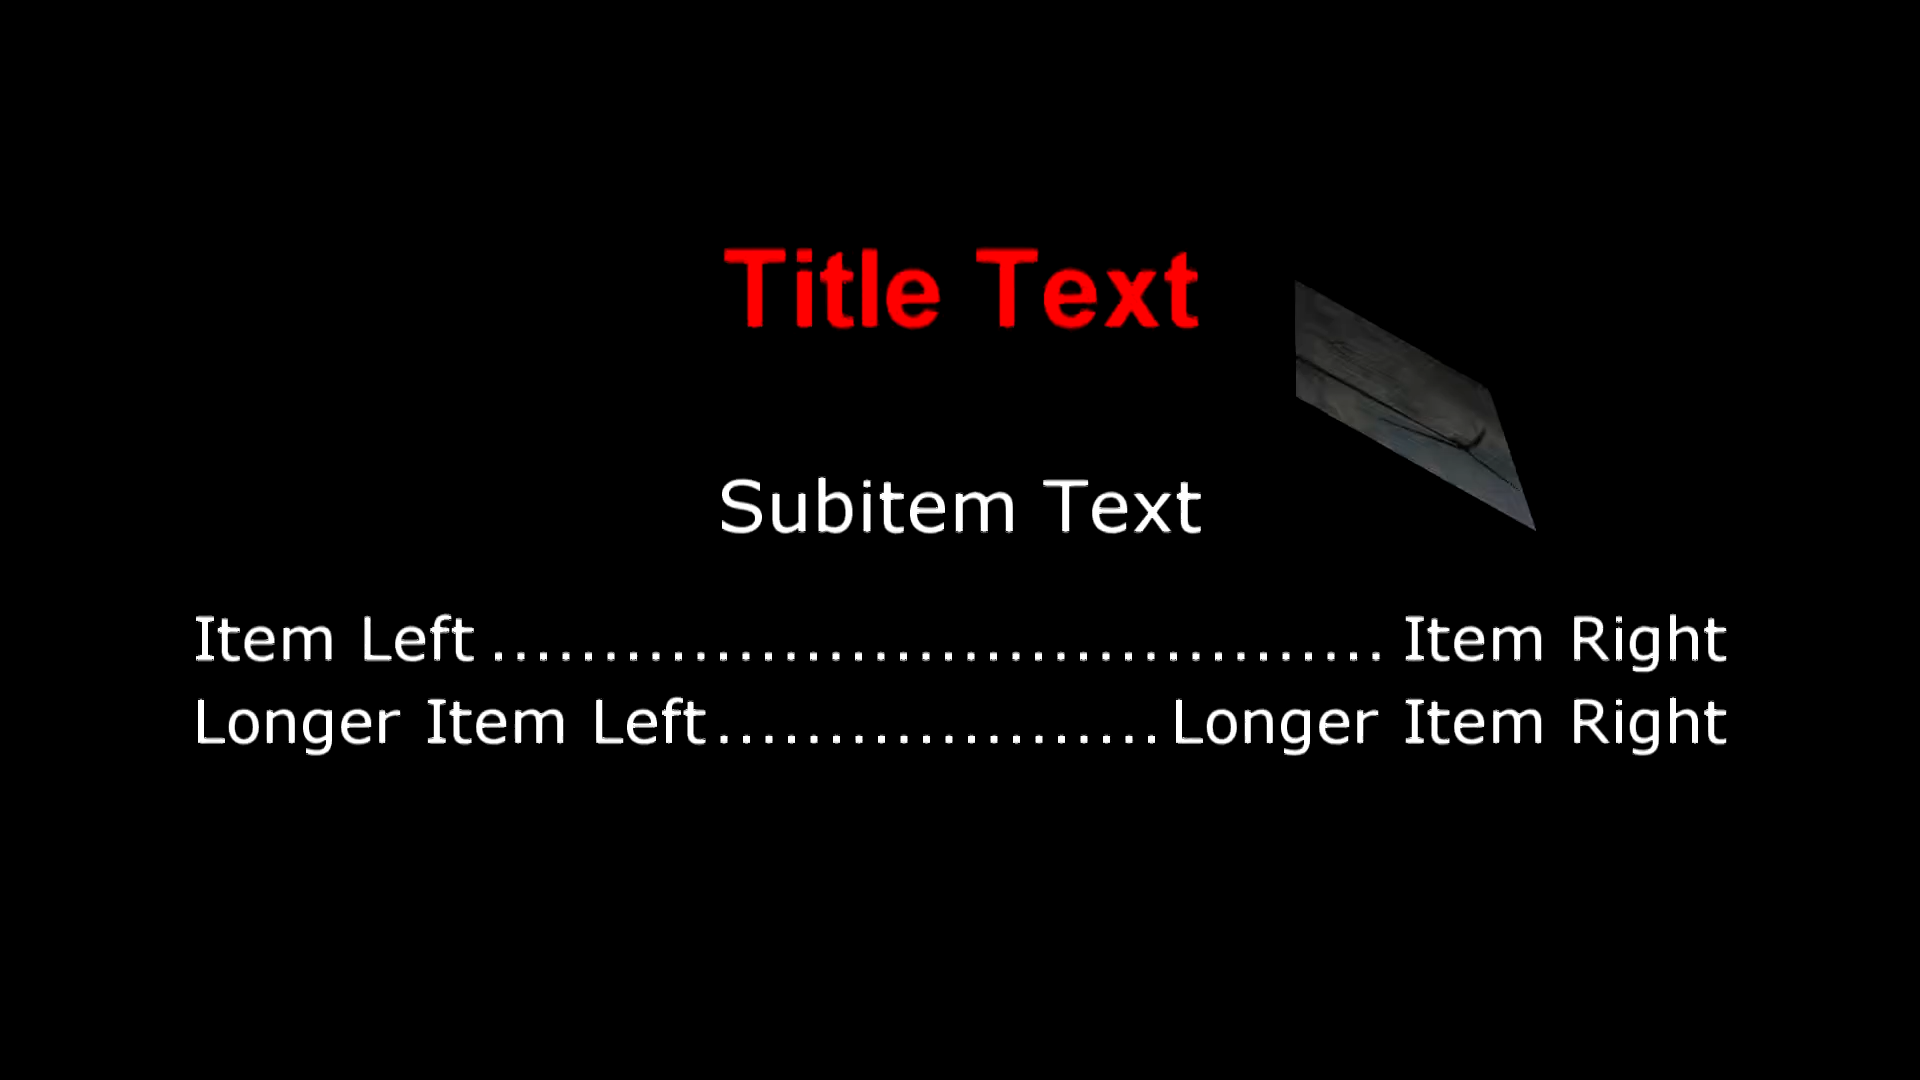 Title Text
Subitem Text
Item Left ........................................ Item Right
Longer Item Left.................... Longer Item Right